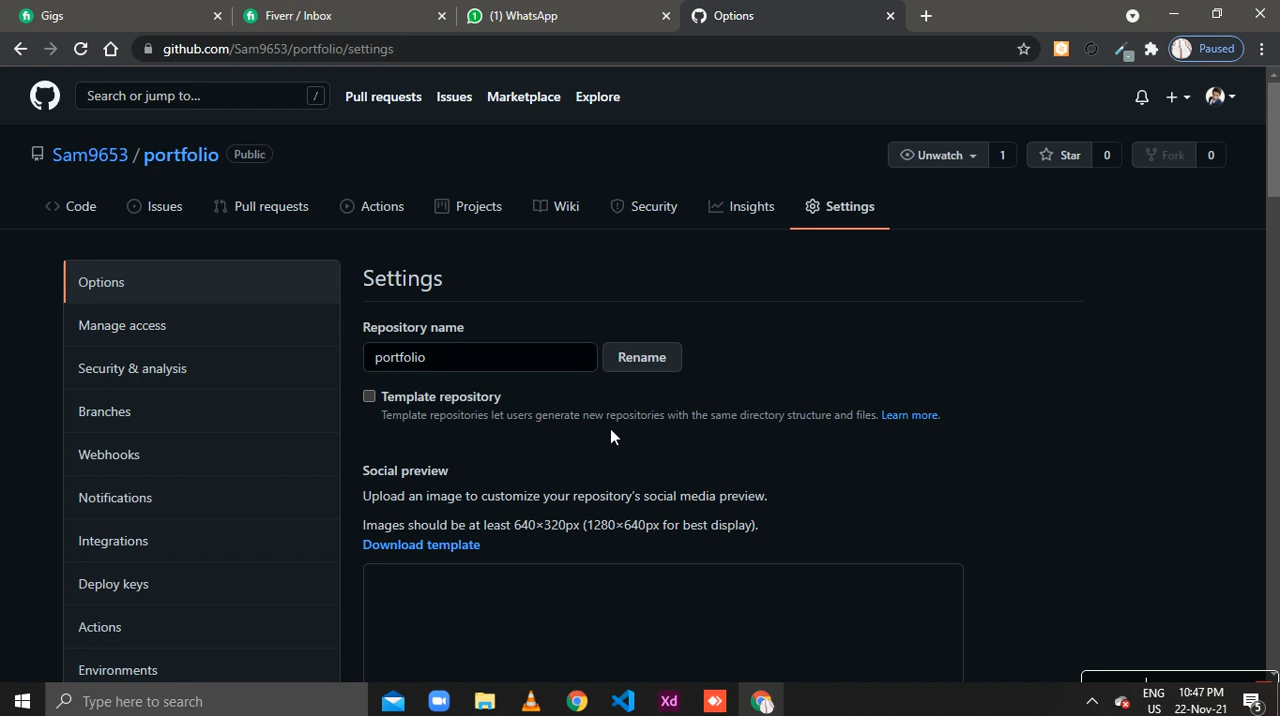 Gigs
Fiverr / Inbox
(1) WhatsApp
Options
github.com/Sam9653/portfolio/settings
Paused
Search or jump to...
/
Pull requests
Issues
Marketplace
Explore
Sam9653 / portfolio
Public
Unwatch 1
Star 0
Fork 0
Code
Issues
Pull requests
Actions
Projects
Wiki
Security
Insights
Settings
Options
Manage access
Security & analysis
Branches
Webhooks
Notifications
Integrations
Deploy keys
Actions
Environments
Settings
Repository name
portfolio
Rename
Template repository
Template repositories let users generate new repositories with the same directory structure and files. Learn more.
Social preview
Upload an image to customize your repository's social media preview.
Images should be at least 640×320px (1280×640px for best display).
Download template
Type here to search
Xd
ENG
US
10:47 PM
22-Nov-21
5